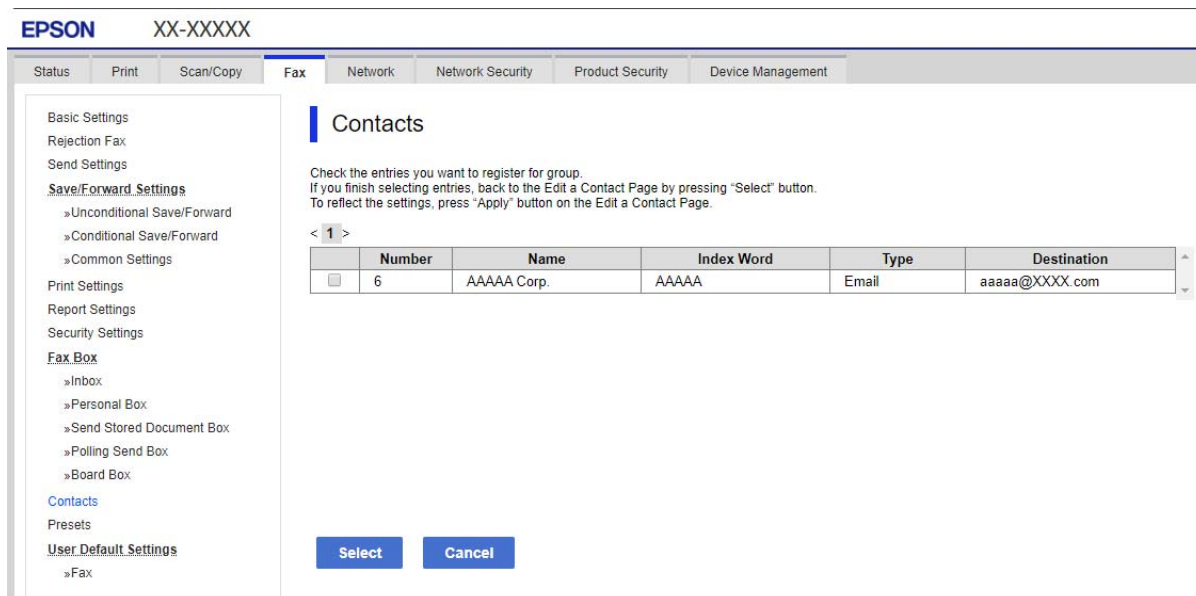 EPSON XX-XXXXX
Status Print Scan/Copy Fax Network Network Security Product Security Device Management
Basic Settings
Rejection Fax
Send Settings
Save/Forward Settings
»Unconditional Save/Forward
»Conditional Save/Forward
»Common Settings
Print Settings
Report Settings
Security Settings
Fax Box
»Inbox
»Personal Box
»Send Stored Document Box
»Polling Send Box
»Board Box
Contacts
Presets
User Default Settings
»Fax
Contacts
Check the entries you want to register for group.
If you finish selecting entries, back to the Edit a Contact Page by pressing “Select” button.
To reflect the settings, press “Apply” button on the Edit a Contact Page.
< 1 >
Number Name Index Word Type Destination
6 AAAAA Corp. AAAAA Email aaaaa@XXXX.com
Select Cancel